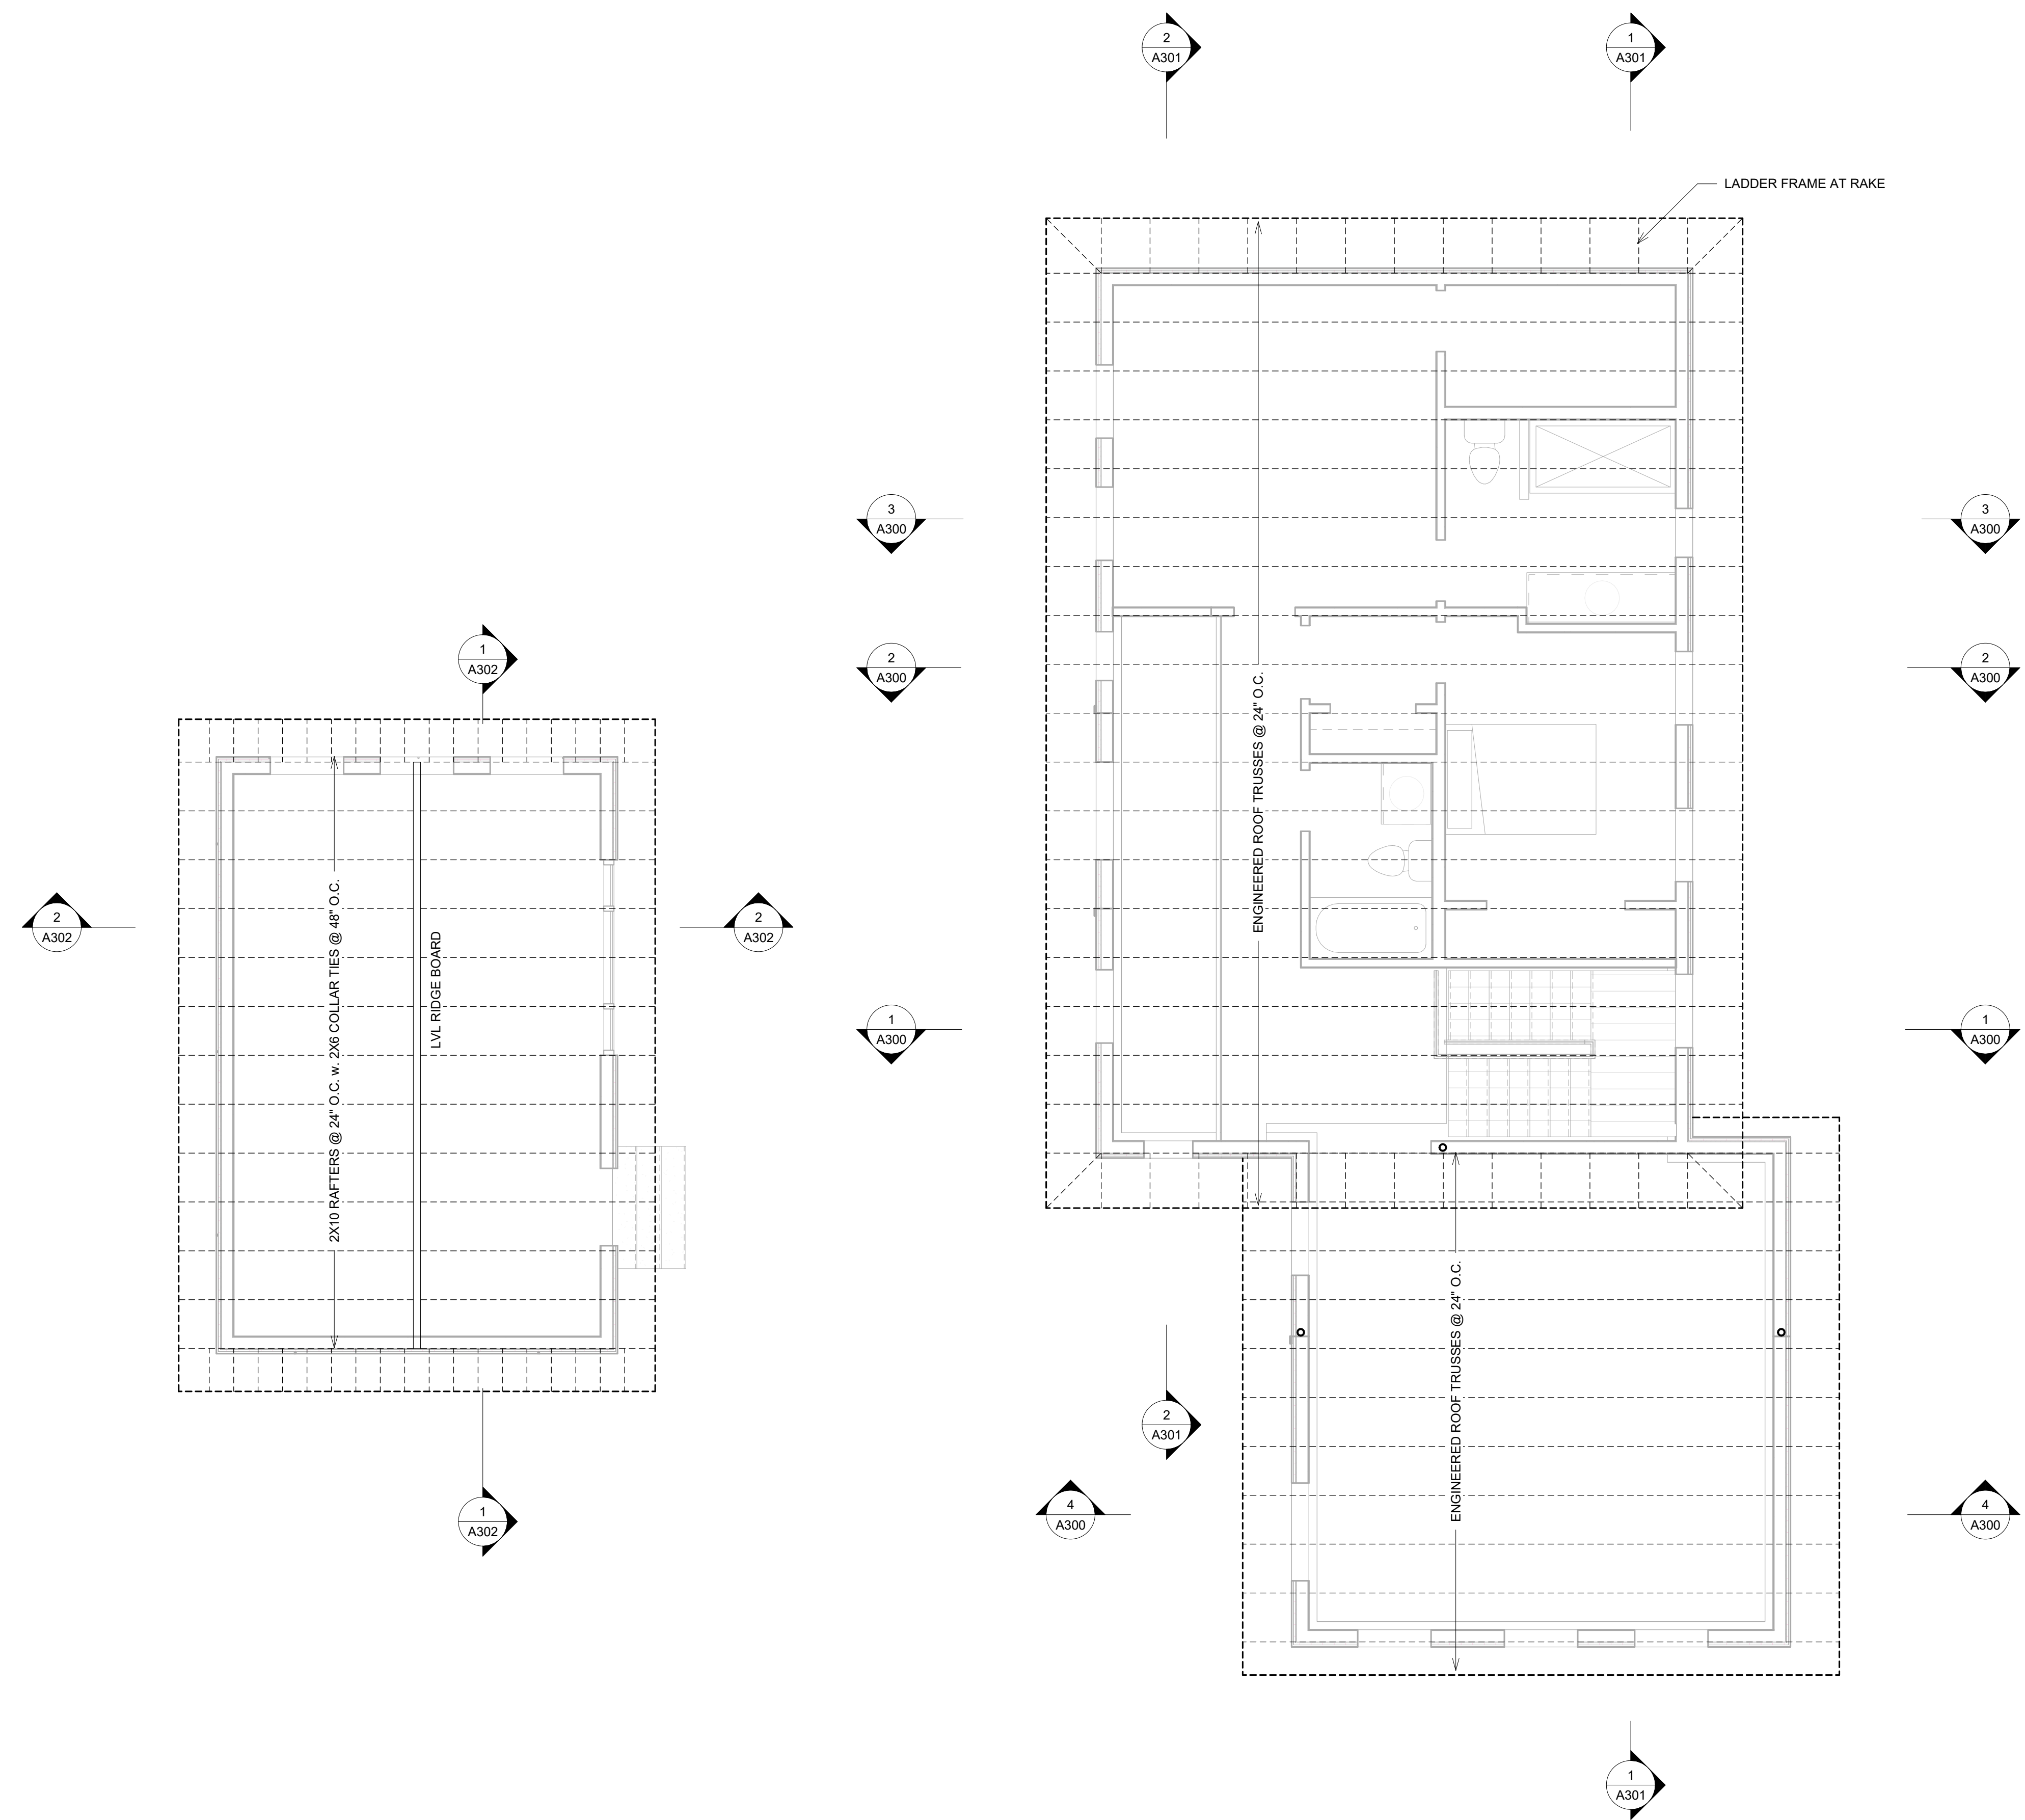 2
A301
1
A301
LADDER FRAME AT RAKE
3
A300
3
A300
1
A302
2
A300
2
A300
ENGINEERED ROOF TRUSSES @ 24" O.C.
2
A302
2
A302
2X10 RAFTERS @ 24" O.C. w. 2X6 COLLAR TIES @ 48" O.C.
LVL RIDGE BOARD
1
A300
1
A300
ENGINEERED ROOF TRUSSES @ 24" O.C.
2
A301
1
A302
4
A300
4
A300
1
A301